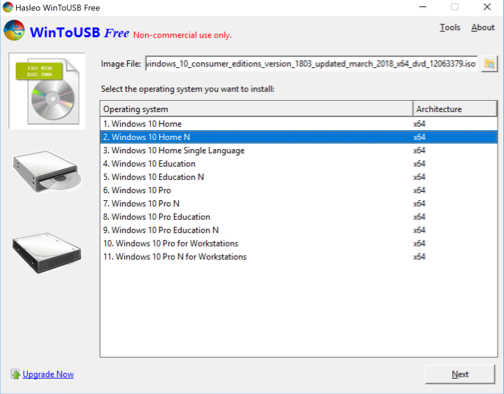 Hasleo WinToUSB Free
WinToUSB Free Non-commercial use only.
Tools About
ISO WIM
ESD SWM
Image File: windows_10_consumer_editions_version_1803_updated_march_2018_x64_dvd_12063379.iso
Select the operating system you want to install:
Operating system Architecture
1. Windows 10 Home x64
2. Windows 10 Home N x64
3. Windows 10 Home Single Language x64
4. Windows 10 Education x64
5. Windows 10 Education N x64
6. Windows 10 Pro x64
7. Windows 10 Pro N x64
8. Windows 10 Pro Education x64
9. Windows 10 Pro Education N x64
10. Windows 10 Pro for Workstations x64
11. Windows 10 Pro N for Workstations x64
Upgrade Now
Next